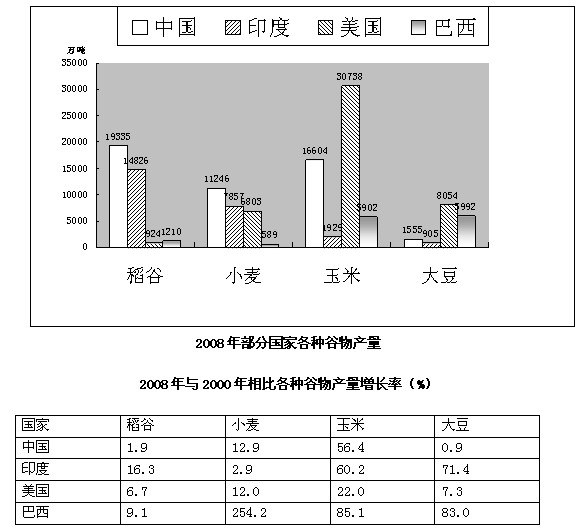 中国 印度 美国 巴西
万吨
35000
30000
25000
20000
15000
10000
5000
0
19335 14826 924 1210
11246 7857 6803 589
16604 1929 30738 5902
1555 905 8054 5992
稻谷 小麦 玉米 大豆
2008年部分国家各种谷物产量
2008年与2000年相比各种谷物产量增长率（%）
国家 稻谷 小麦 玉米 大豆
中国 1.9 12.9 56.4 0.9
印度 16.3 2.9 60.2 71.4
美国 6.7 12.0 22.0 7.3
巴西 9.1 254.2 85.1 83.0